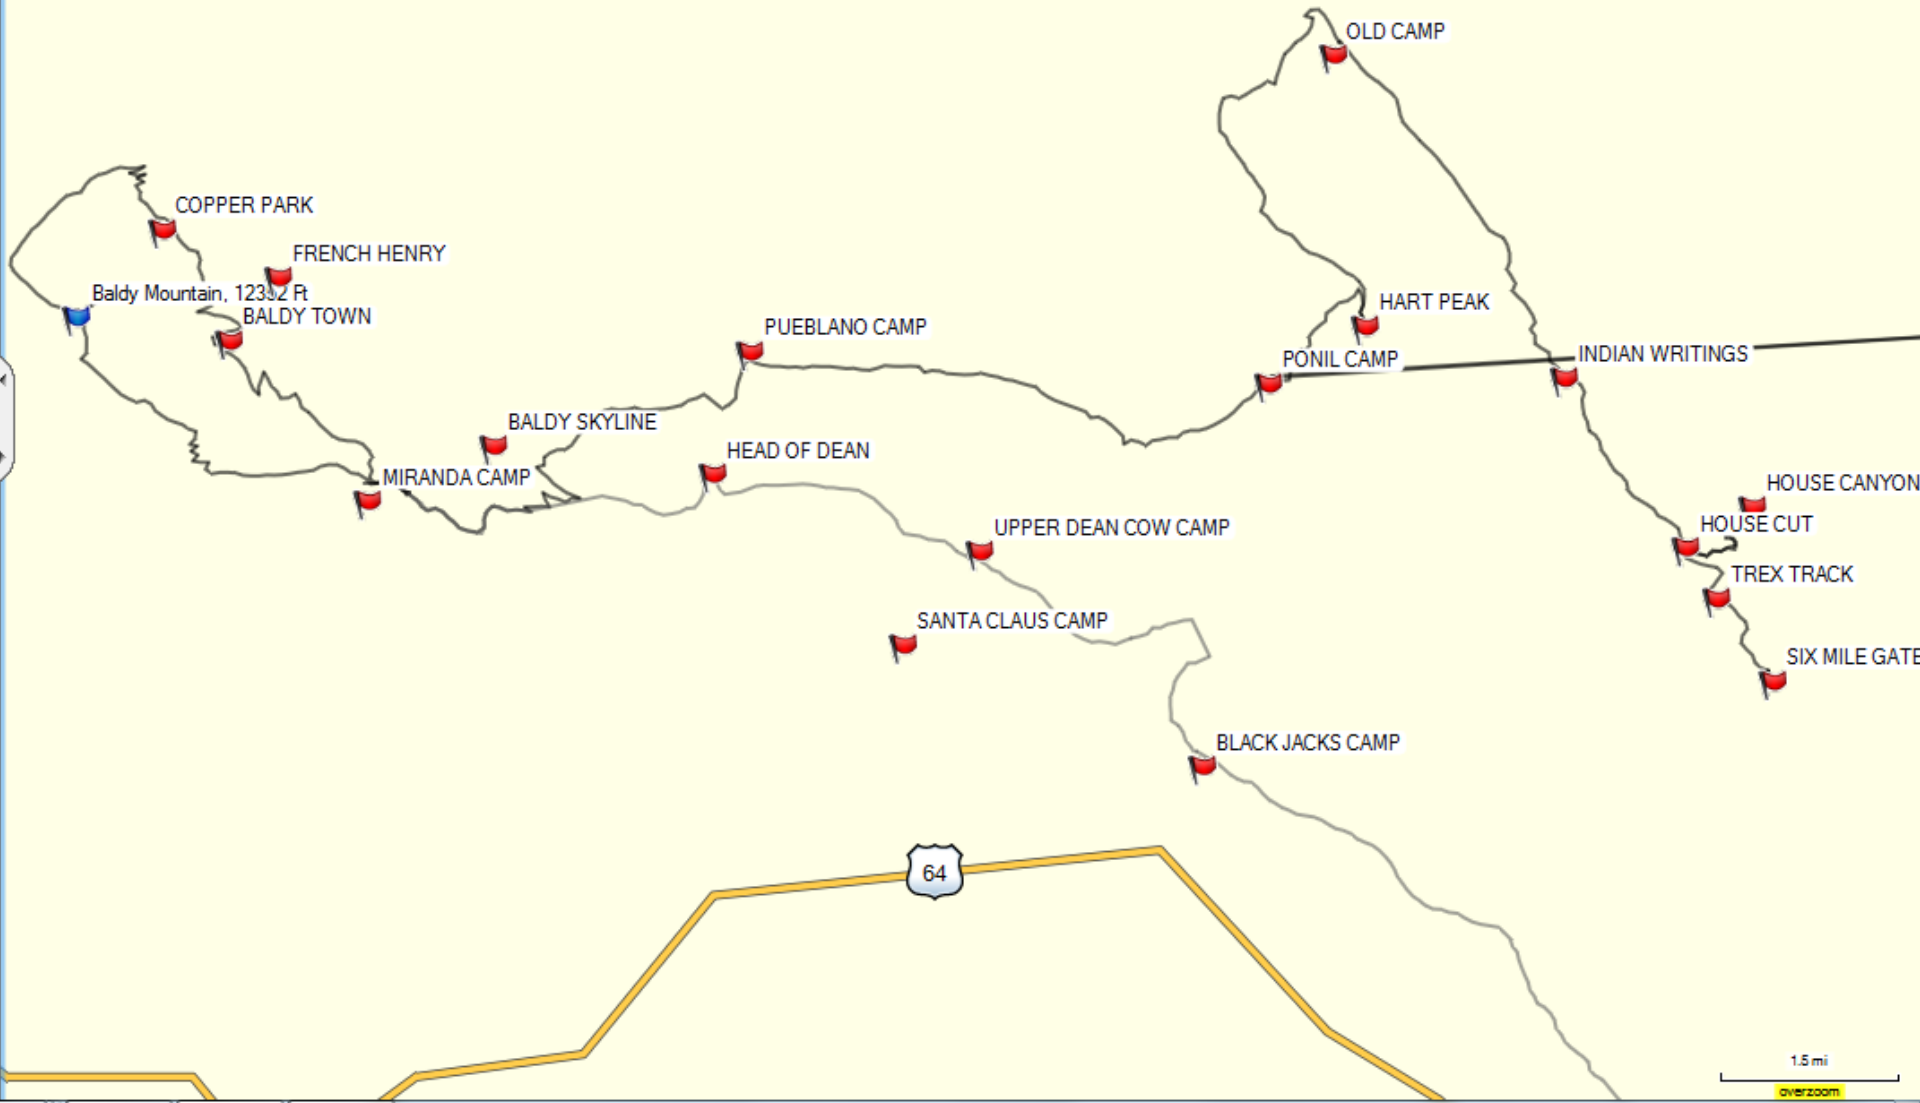 OLD CAMP
COPPER PARK
FRENCH HENRY
Baldy Mountain, 12352 Ft
HART PEAK
BALDY TOWN
PUEBLANO CAMP
INDIAN WRITINGS
PONIL CAMP
BALDY SKYLINE
HEAD OF DEAN
MIRANDA CAMP
HOUSE CANYON
HOUSE CUT
UPPER DEAN COW CAMP
TREX TRACK
SANTA CLAUS CAMP
SIX MILE GATE
BLACK JACKS CAMP
64
1.5 mi
overzoom